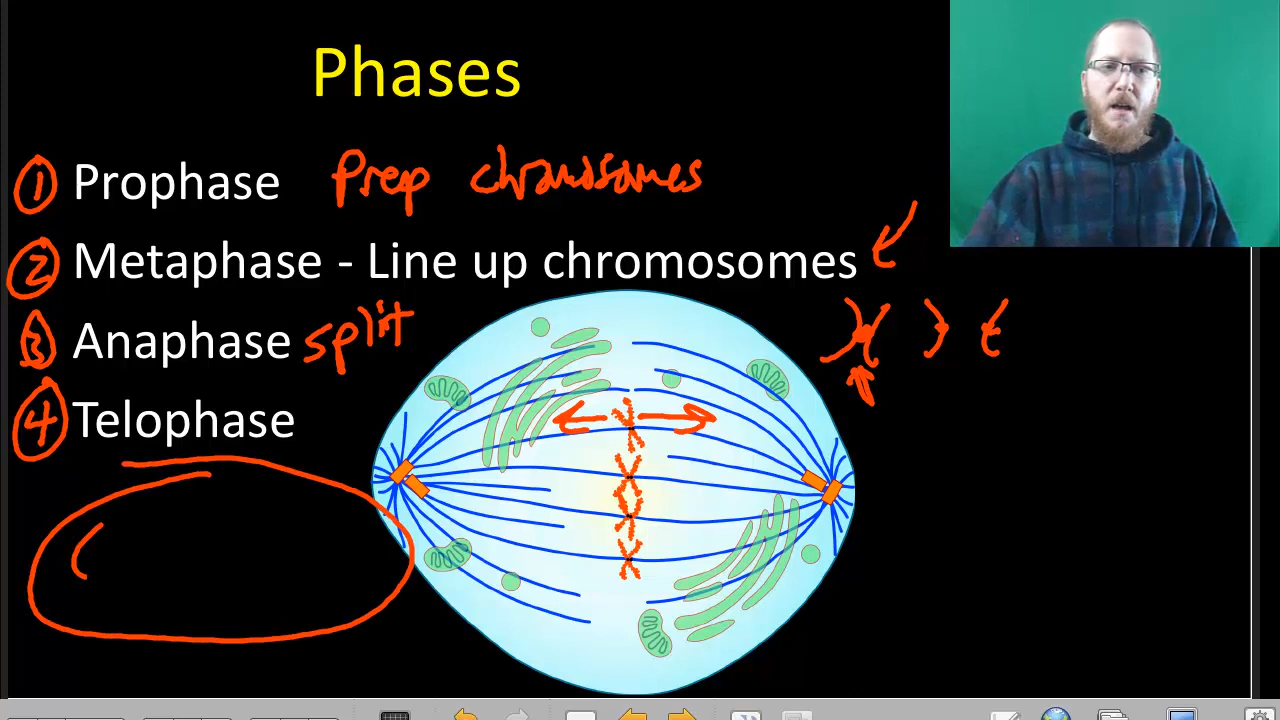 Phases
① Prophase prep chromosomes
② Metaphase - Line up chromosomes
③ Anaphase split
④ Telophase